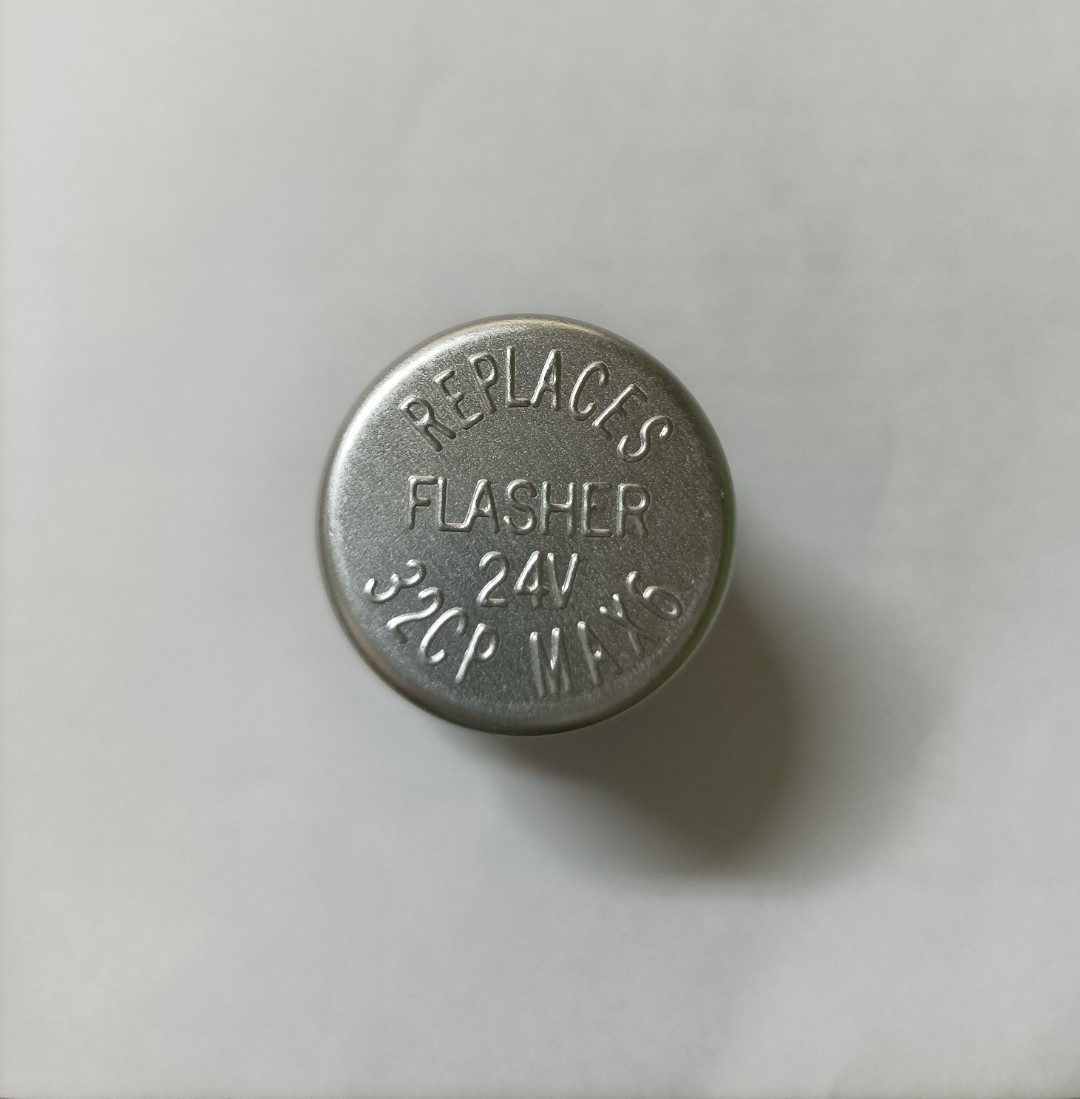 REPLACES
FLASHER
24V
32CP MAX6